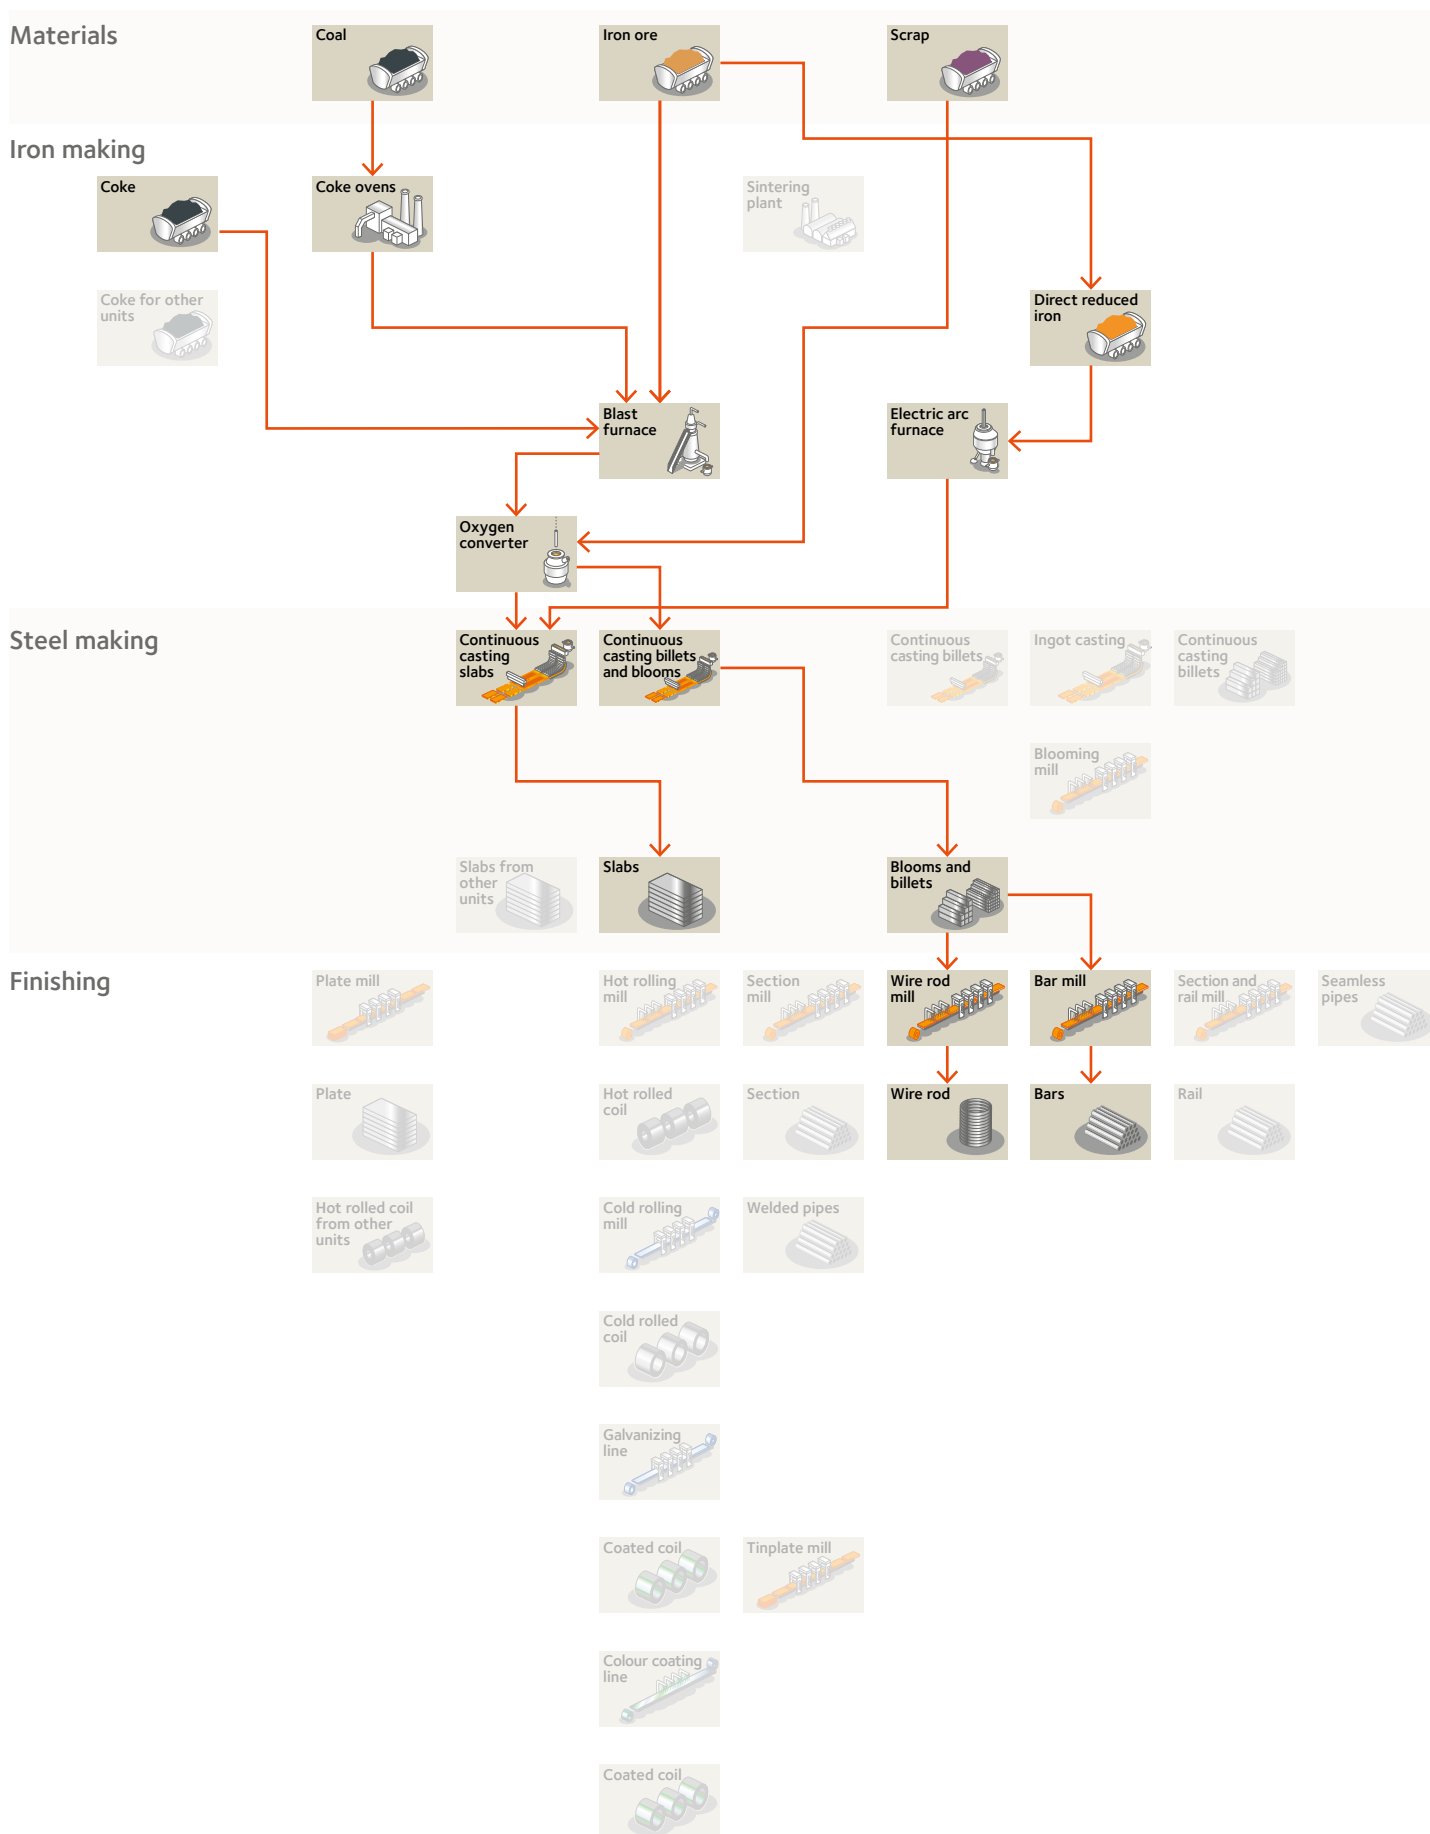 Materials
Coal
Iron ore
Scrap
Iron making
Coke
Coke ovens
Sintering
plant
Coke for other
units
Direct reduced
iron
Blast
furnace
Electric arc
furnace
Oxygen
converter
Steel making
Continuous
casting
slabs
Continuous
casting billets
and blooms
Continuous
casting billets
Ingot casting
Continuous
casting
billets
Blooming
mill
Slabs from
other
units
Slabs
Blooms and
billets
Finishing
Plate mill
Hot rolling
mill
Section
mill
Wire rod
mill
Bar mill
Section and
rail mill
Seamless
pipes
Plate
Hot rolled
coil
Section
Wire rod
Bars
Rail
Hot rolled coil
from other
units
Cold rolling
mill
Welded pipes
Cold rolled
coil
Galvanizing
line
Coated coil
Tinplate mill
Colour coating
line
Coated coil